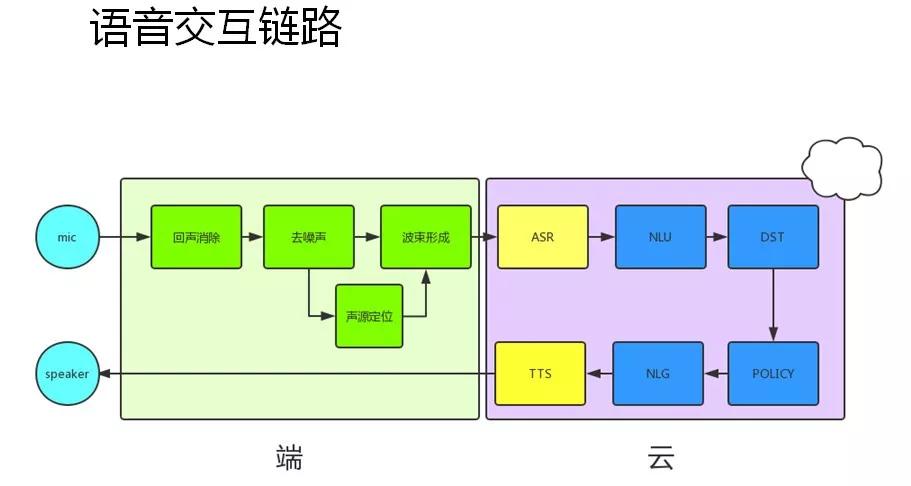 语音交互链路
mic
回声消除
去噪声
波束形成
ASR
NLU
DST
声源定位
speaker
TTS
NLG
POLICY
端
云